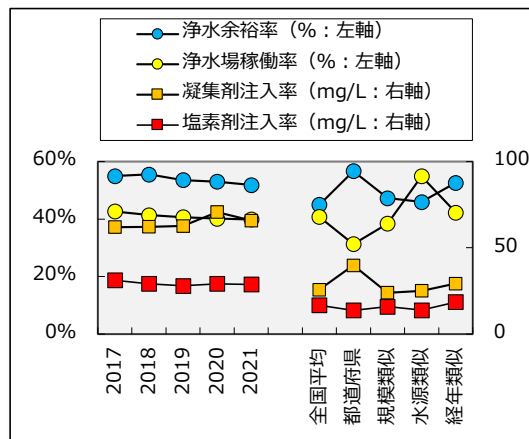 浄水余裕率（%：左軸）
浄水場稼働率（%：左軸）
凝集剤注入率（mg/L：右軸）
塩素剤注入率（mg/L：右軸）
60%
40%
20%
0%
100
50
0
2017
2018
2019
2020
2021
全国平均
都道府県
規模類似
水源類似
経年類似